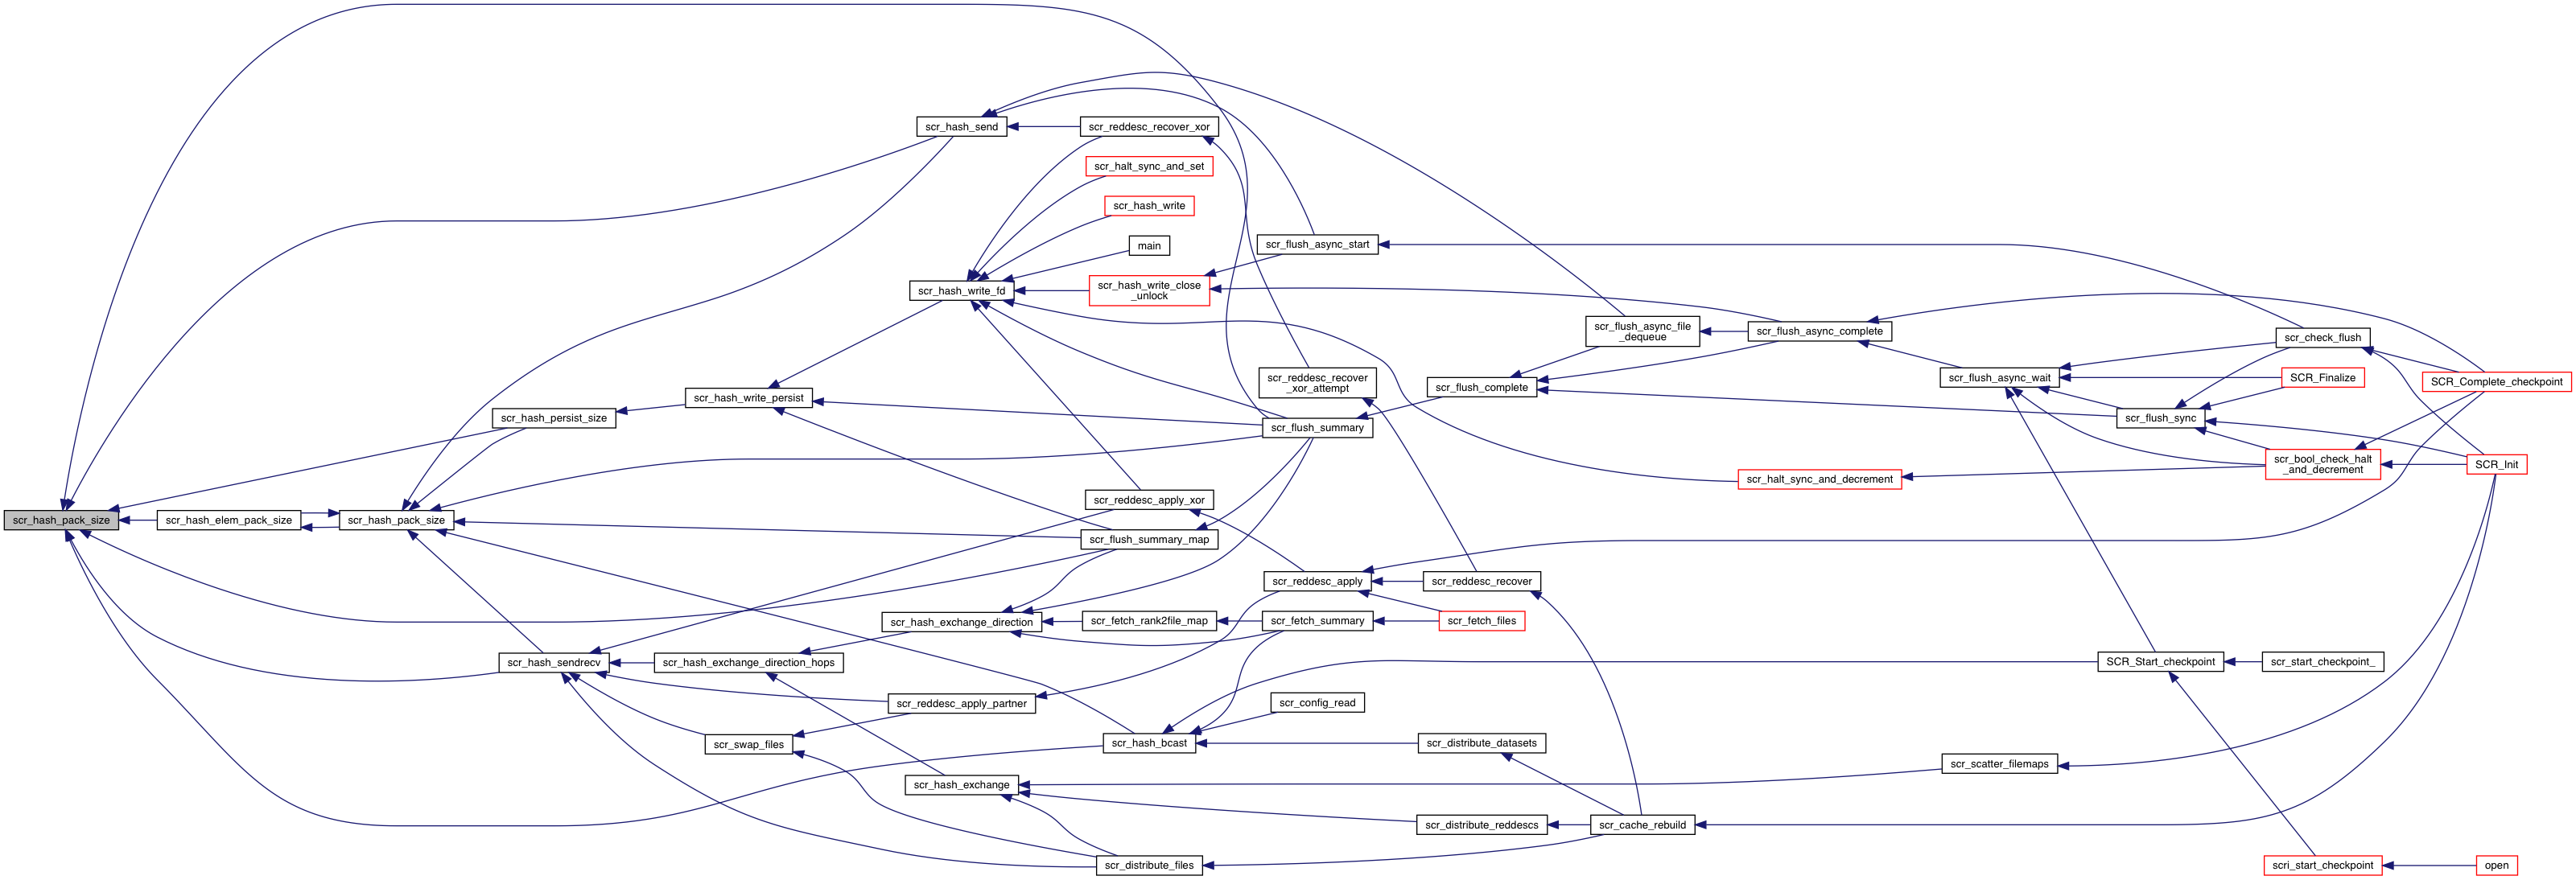 scr_hash_pack_size
scr_hash_elem_pack_size
scr_hash_pack_size
scr_hash_persist_size
scr_hash_sendrecv
scr_hash_write_persist
scr_hash_exchange_direction_hops
scr_swap_files
scr_hash_send
scr_hash_write_fd
scr_hash_exchange_direction
scr_reddesc_apply_partner
scr_hash_exchange
scr_reddesc_recover_xor
scr_halt_sync_and_set
scr_hash_write
main
scr_hash_write_close
_unlock
scr_reddesc_apply_xor
scr_flush_summary_map
scr_fetch_rank2file_map
scr_hash_bcast
scr_distribute_files
scr_flush_async_start
scr_reddesc_recover
_xor_attempt
scr_flush_summary
scr_reddesc_apply
scr_fetch_summary
scr_config_read
scr_flush_complete
scr_reddesc_recover
scr_fetch_files
scr_distribute_datasets
scr_distribute_reddescs
scr_flush_async_file
_dequeue
scr_cache_rebuild
scr_flush_async_complete
scr_halt_sync_and_decrement
scr_flush_async_wait
scr_scatter_filemaps
scr_flush_sync
SCR_Start_checkpoint
scr_check_flush
SCR_Finalize
scr_bool_check_halt
_and_decrement
scr_start_checkpoint_
scri_start_checkpoint
SCR_Complete_checkpoint
SCR_Init
open